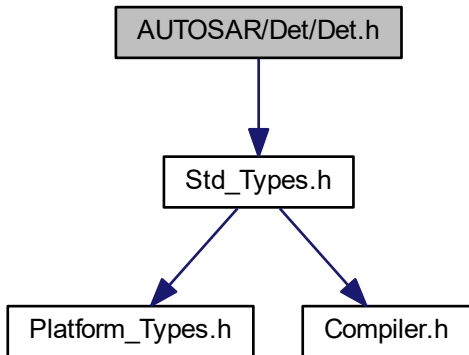 AUTOSAR/Det/Det.h
Std_Types.h
Platform_Types.h
Compiler.h